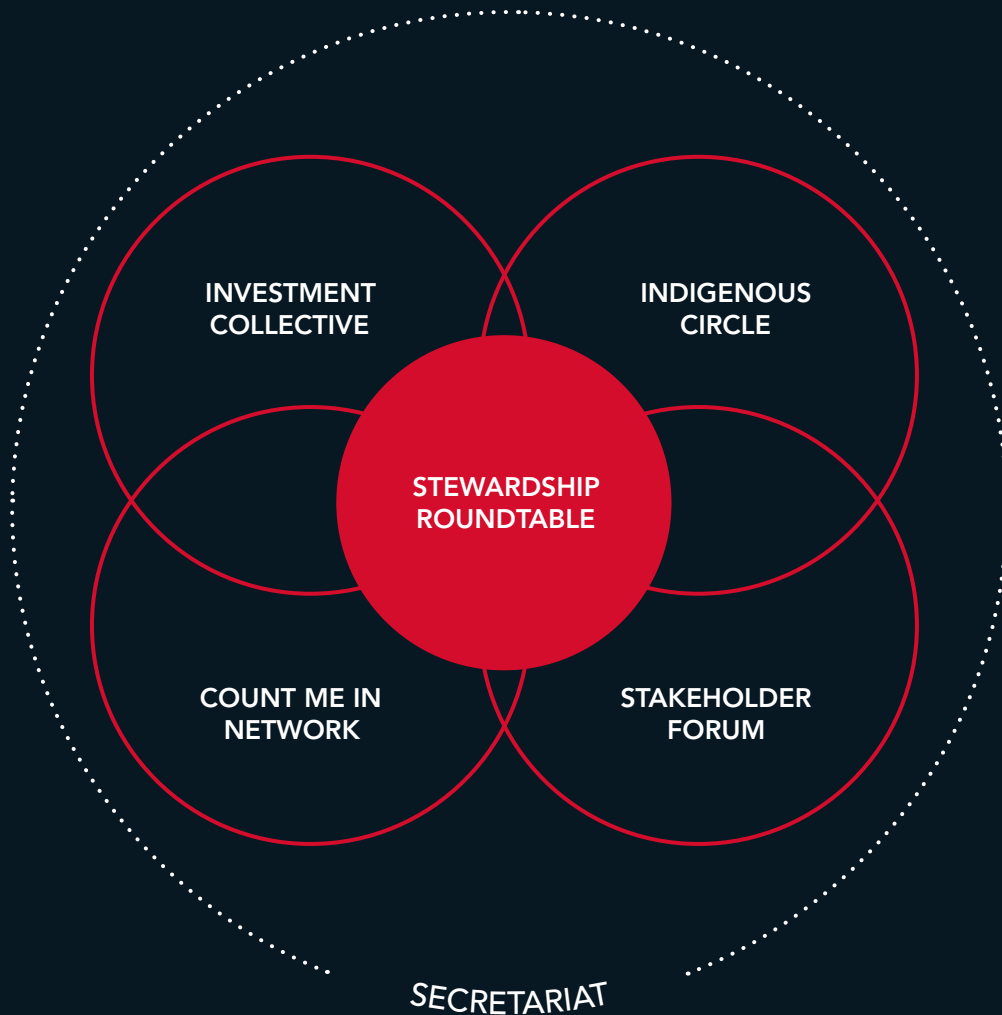 INVESTMENT
COLLECTIVE
INDIGENOUS
CIRCLE
STEWARDSHIP
ROUNDTABLE
COUNT ME IN
NETWORK
STAKEHOLDER
FORUM
SECRETARIAT